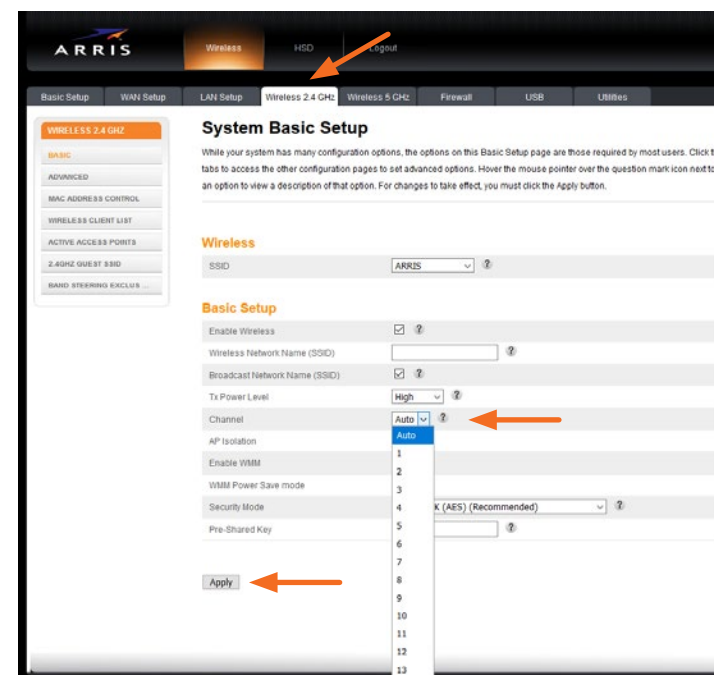 ARRIS
Wireless HSD Logout
Basic Setup WAN Setup LAN Setup Wireless 2.4 GHz Wireless 5 GHz Firewall USB Utilities
WIRELESS 2.4 GHZ
BASIC
ADVANCED
MAC ADDRESS CONTROL
WIRELESS CLIENT LIST
ACTIVE ACCESS POINTS
2.4GHZ GUEST SSID
BAND STEERING EXCLUS ...
System Basic Setup
While your system has many configuration options, the options on this Basic Setup page are those required by most users. Click t
tabs to access the other configuration pages to set advanced options. Hover the mouse pointer over the question mark icon next to
an option to view a description of that option. For changes to take effect, you must click the Apply button.
Wireless
SSID ARRIS ?
Basic Setup
Enable Wireless ?
Wireless Network Name (SSID) ?
Broadcast Network Name (SSID) ?
Tx Power Level High ?
Channel Auto ?
Auto
AP Isolation
1
Enable WMM
2
WMM Power Save mode
3
Security Mode K (AES) (Recommended) ?
4
Pre-Shared Key ?
5
6
7
Apply
8
9
10
11
12
13